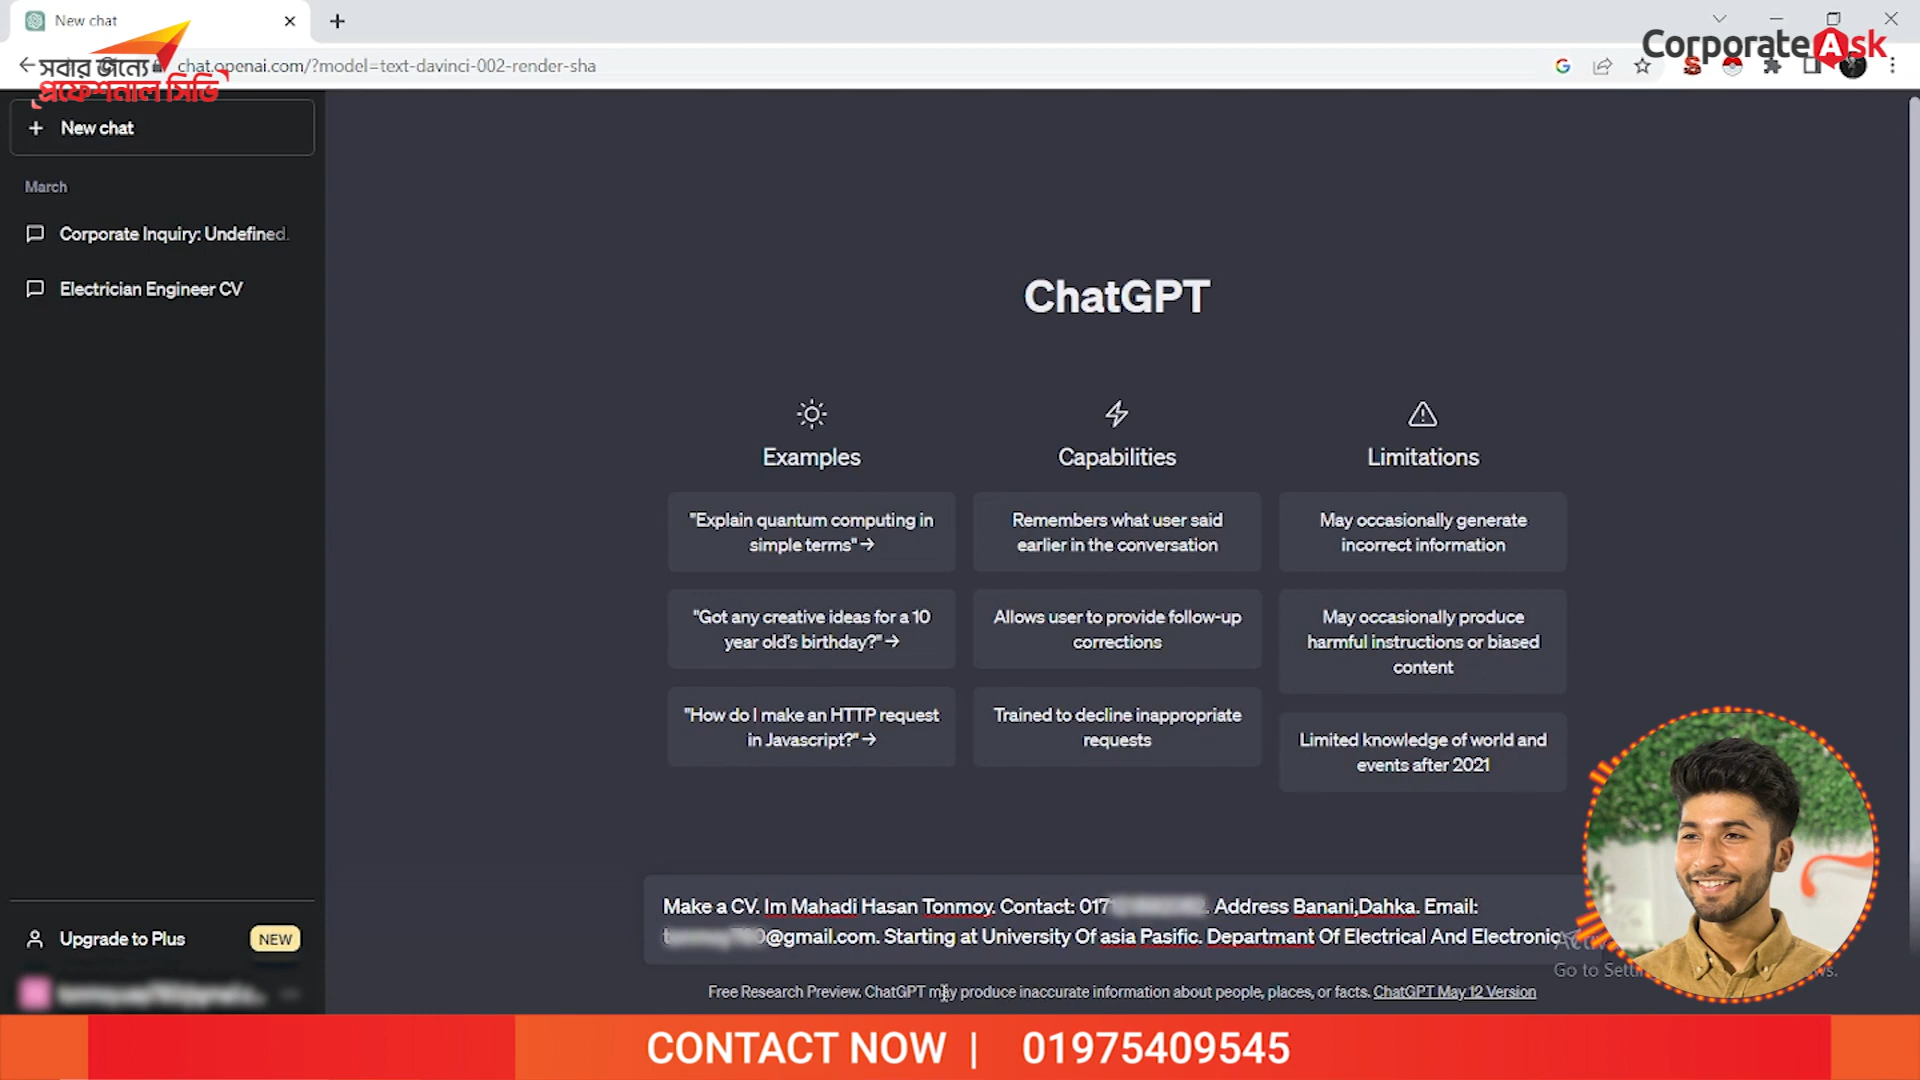 New chat
CorporateAsk
সবার জন্যে
প্রফেশনাল সিভি
chat.openai.com/?model=text-davinci-002-render-sha
New chat
March
Corporate Inquiry: Undefined.
Electrician Engineer CV
ChatGPT
Examples
Capabilities
Limitations
"Explain quantum computing in
simple terms" →
Remembers what user said
earlier in the conversation
May occasionally generate
incorrect information
"Got any creative ideas for a 10
year old's birthday?" →
Allows user to provide follow-up
corrections
May occasionally produce
harmful instructions or biased
content
"How do I make an HTTP request
in Javascript?" →
Trained to decline inappropriate
requests
Limited knowledge of world and
events after 2021
Make a CV. Im Mahadi Hasan Tonmoy. Contact: 017 . Address Banani,Dahka. Email:
@gmail.com. Starting at University Of asia Pasific. Departmant Of Electrical And Electronic
Upgrade to Plus
NEW
Go to
Free Research Preview. ChatGPT may produce inaccurate information about people, places, or facts. ChatGPT May 12 Version
CONTACT NOW | 01975409545